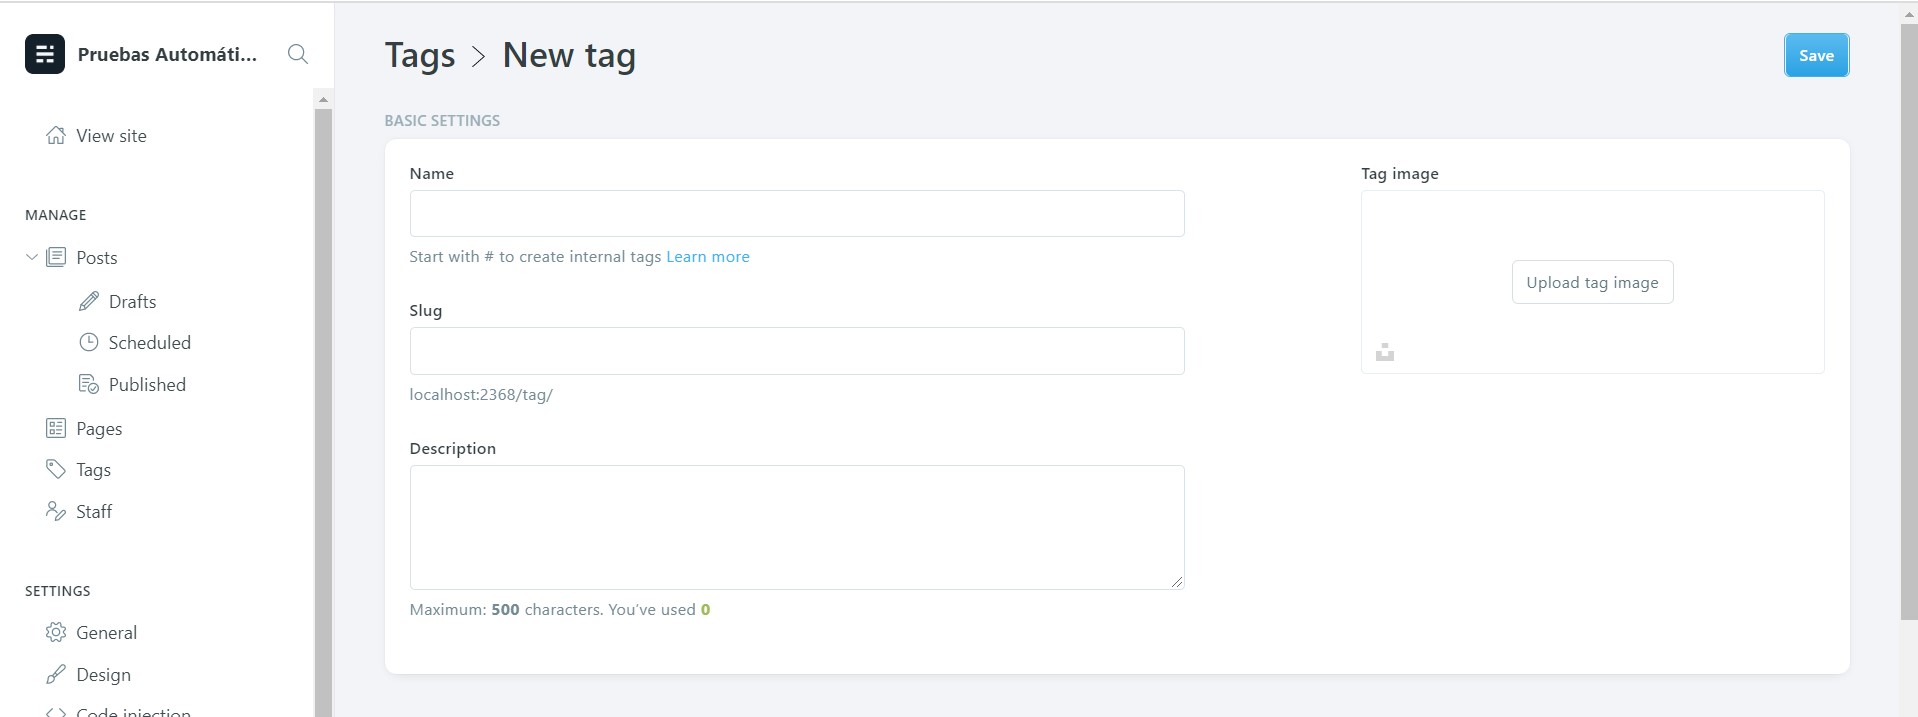 Pruebas Automáti...
View site
MANAGE
Posts
Drafts
Scheduled
Published
Pages
Tags
Staff
SETTINGS
General
Design
Code injection
Tags > New tag
Save
BASIC SETTINGS
Name
Start with # to create internal tags Learn more
Slug
localhost:2368/tag/
Description
Maximum: 500 characters. You've used 0
Tag image
Upload tag image